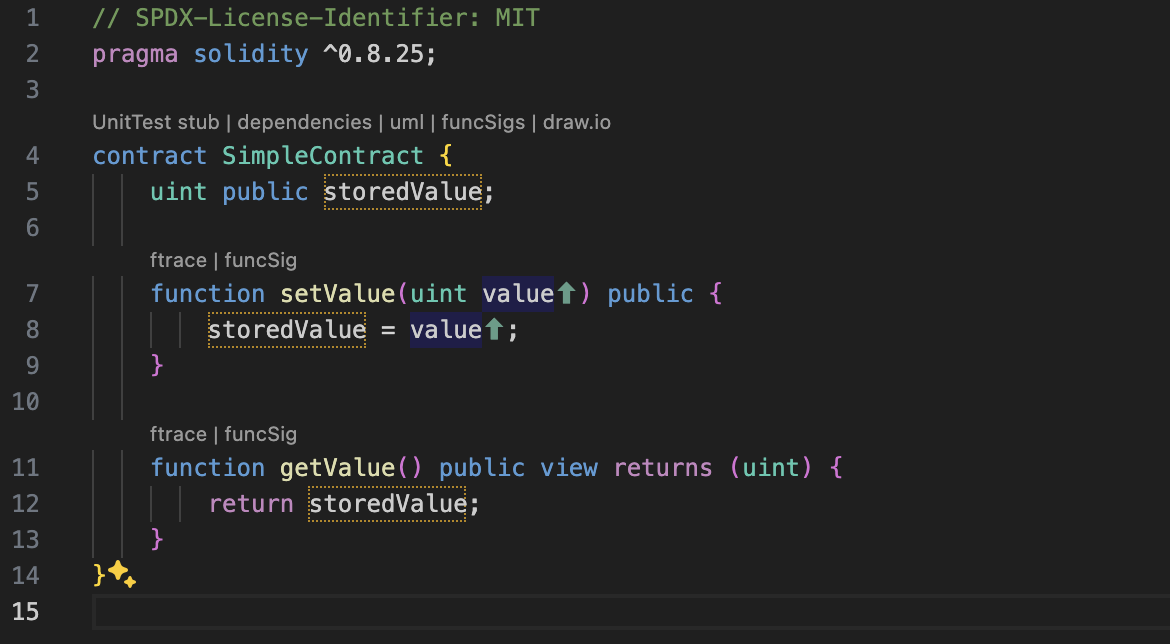 1 // SPDX-License-Identifier: MIT
2 pragma solidity ^0.8.25;
3
UnitTest stub | dependencies | uml | funcSigs | draw.io
4 contract SimpleContract {
5     uint public storedValue;
6
ftrace | funcSig
7     function setValue(uint value⬆) public {
8         storedValue = value⬆;
9     }
10
ftrace | funcSig
11     function getValue() public view returns (uint) {
12         return storedValue;
13     }
14 }
15